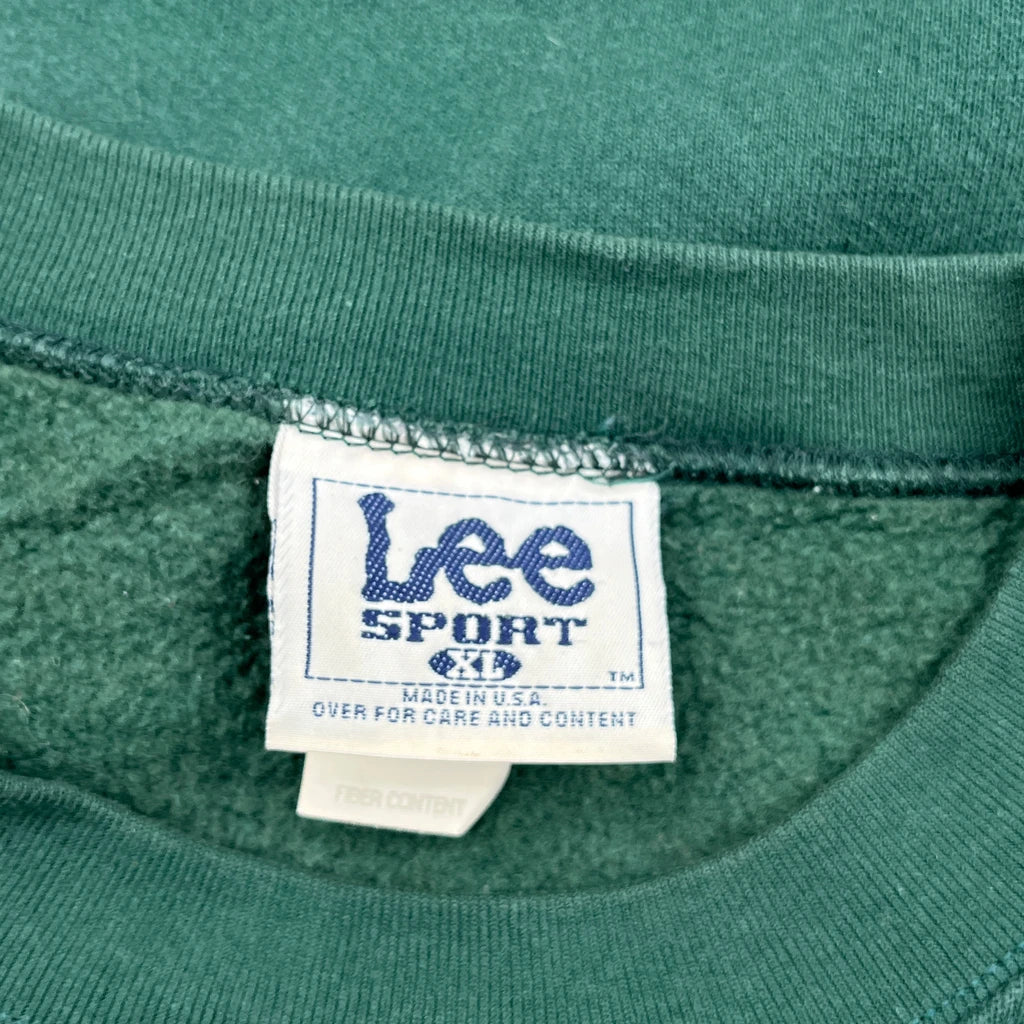 Lee
SPORT
XL
TM
MADE IN U.S.A.
OVER FOR CARE AND CONTENT
FIBER CONTENT